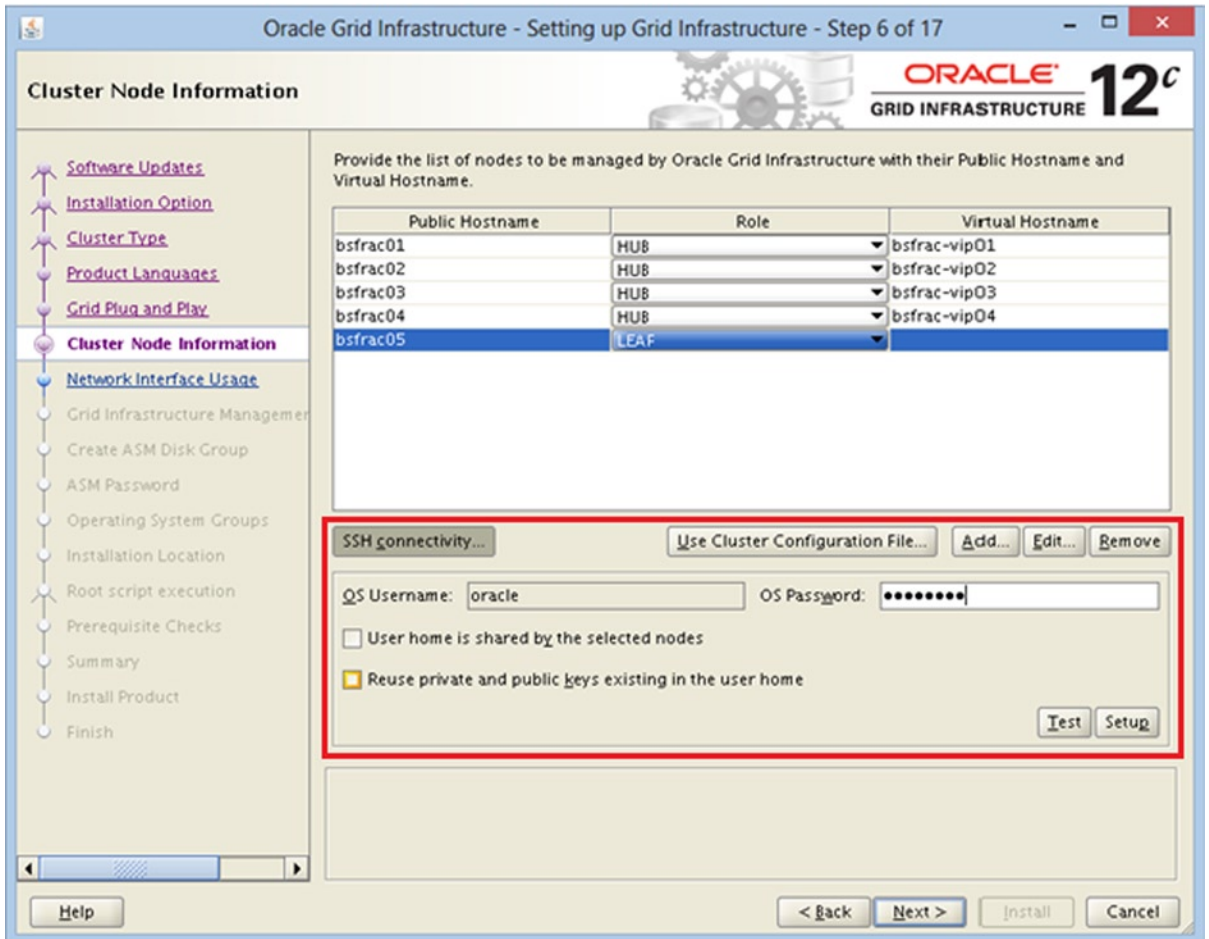 Oracle Grid Infrastructure - Setting up Grid Infrastructure - Step 6 of 17
Cluster Node Information
ORACLE
GRID INFRASTRUCTURE 12c
Software Updates
Installation Option
Cluster Type
Product Languages
Grid Plug and Play
Cluster Node Information
Network Interface Usage
Grid Infrastructure Managemer
Create ASM Disk Group
ASM Password
Operating System Groups
Installation Location
Root script execution
Prerequisite Checks
Summary
Install Product
Finish
Provide the list of nodes to be managed by Oracle Grid Infrastructure with their Public Hostname and
Virtual Hostname.
Public Hostname Role Virtual Hostname
bsfrac01 HUB bsfrac-vip01
bsfrac02 HUB bsfrac-vip02
bsfrac03 HUB bsfrac-vip03
bsfrac04 HUB bsfrac-vip04
bsfrac05 LEAF
SSH connectivity... Use Cluster Configuration File... Add... Edit... Remove
OS Username: oracle OS Password: ••••••••
User home is shared by the selected nodes
Reuse private and public keys existing in the user home
Test Setup
Help < Back Next > Install Cancel